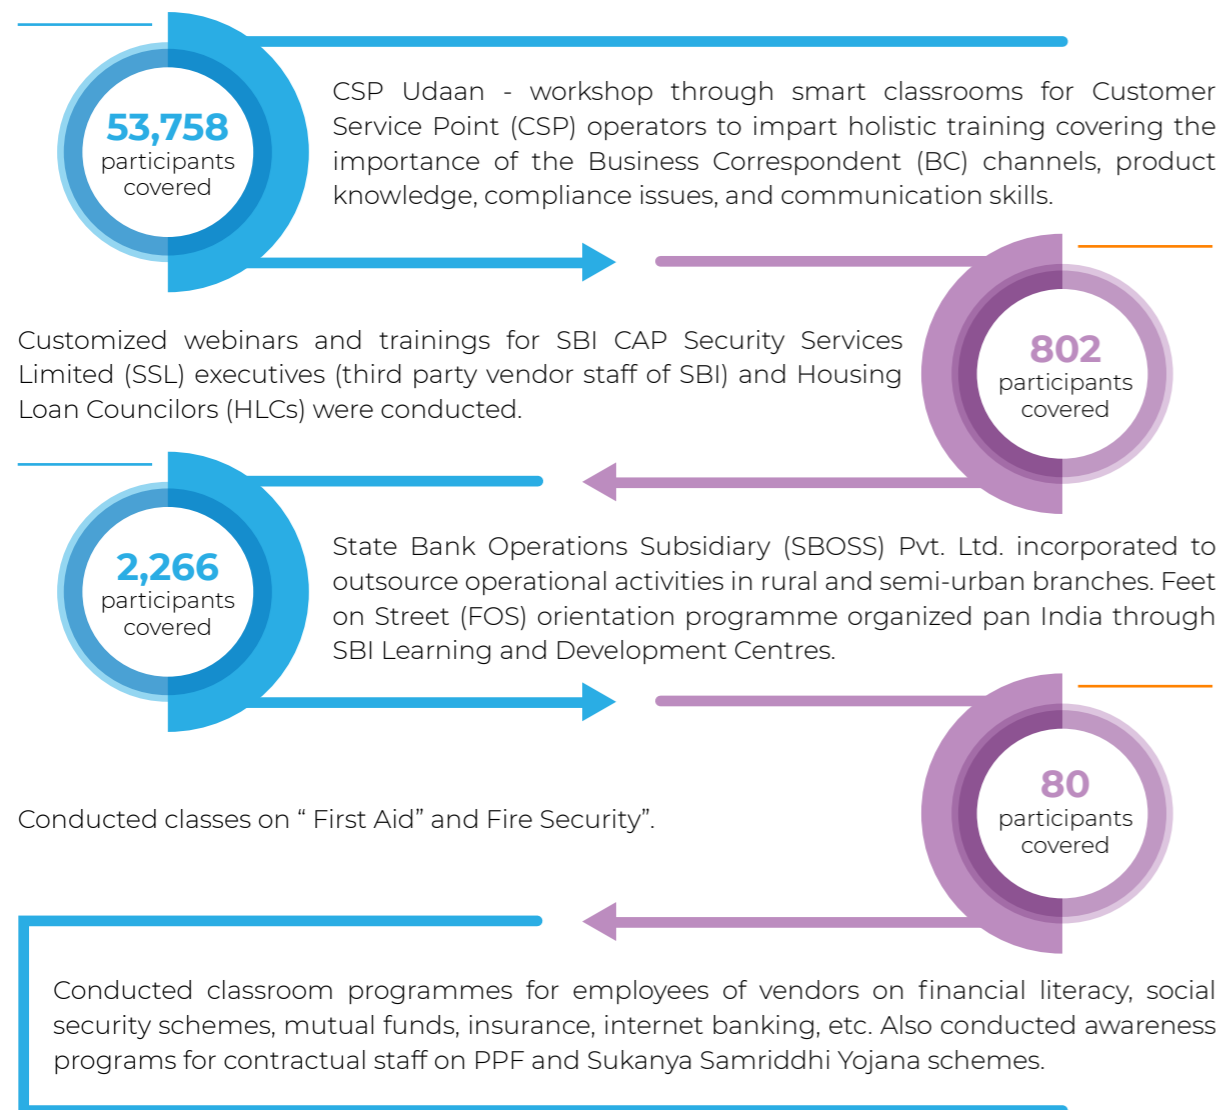 53,758
participants
covered
CSP Udaan - workshop through smart classrooms for Customer
Service Point (CSP) operators to impart holistic training covering the
importance of the Business Correspondent (BC) channels, product
knowledge, compliance issues, and communication skills.
Customized webinars and trainings for SBI CAP Security Services
Limited (SSL) executives (third party vendor staff of SBI) and Housing
Loan Councilors (HLCs) were conducted.
802
participants
covered
2,266
participants
covered
State Bank Operations Subsidiary (SBOSS) Pvt. Ltd. incorporated to
outsource operational activities in rural and semi-urban branches. Feet
on Street (FOS) orientation programme organized pan India through
SBI Learning and Development Centres.
Conducted classes on “ First Aid” and Fire Security”.
80
participants
covered
Conducted classroom programmes for employees of vendors on financial literacy, social
security schemes, mutual funds, insurance, internet banking, etc. Also conducted awareness
programs for contractual staff on PPF and Sukanya Samriddhi Yojana schemes.